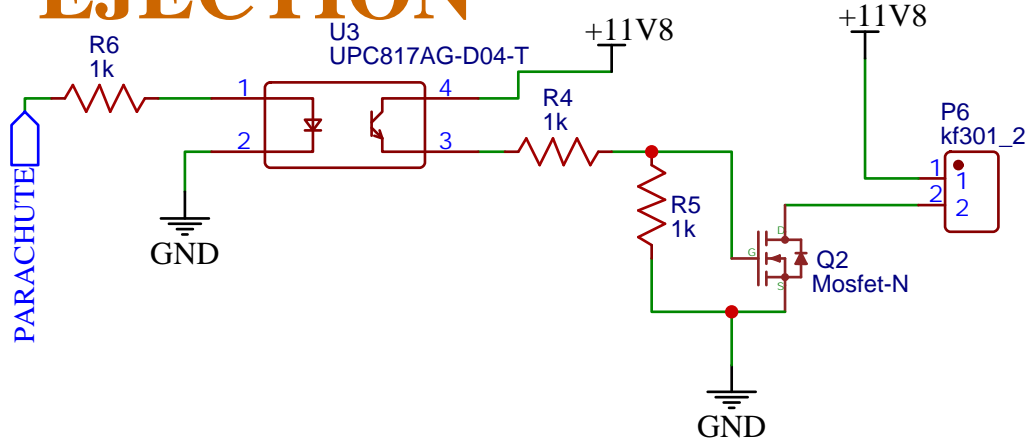 EJECTION
R6
1k
U3
UPC817AG-D04-T
+11V8
+11V8
1
2
4
3
R4
1k
P6
kf301_2
1
1
2
2
PARACHUTE
GND
R5
1k
D
G
S
Q2
Mosfet-N
GND